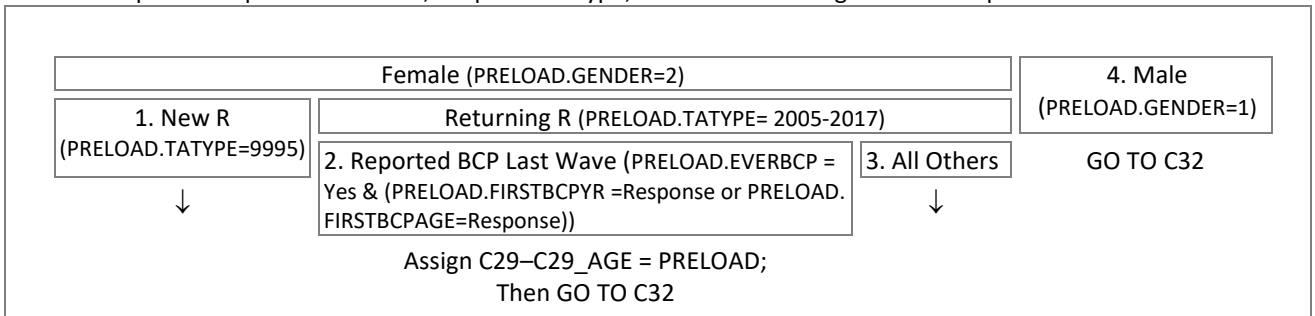 Female (PRELOAD.GENDER=2)
4. Male
(PRELOAD.GENDER=1)
1. New R
(PRELOAD.TATYPE=9995)
Returning R (PRELOAD.TATYPE= 2005-2017)
2. Reported BCP Last Wave (PRELOAD.EVERBCP =
Yes & (PRELOAD.FIRSTBCPYR =Response or PRELOAD.
FIRSTBCPAGE=Response))
3. All Others
GO TO C32
↓
↓
Assign C29–C29_AGE = PRELOAD;
Then GO TO C32